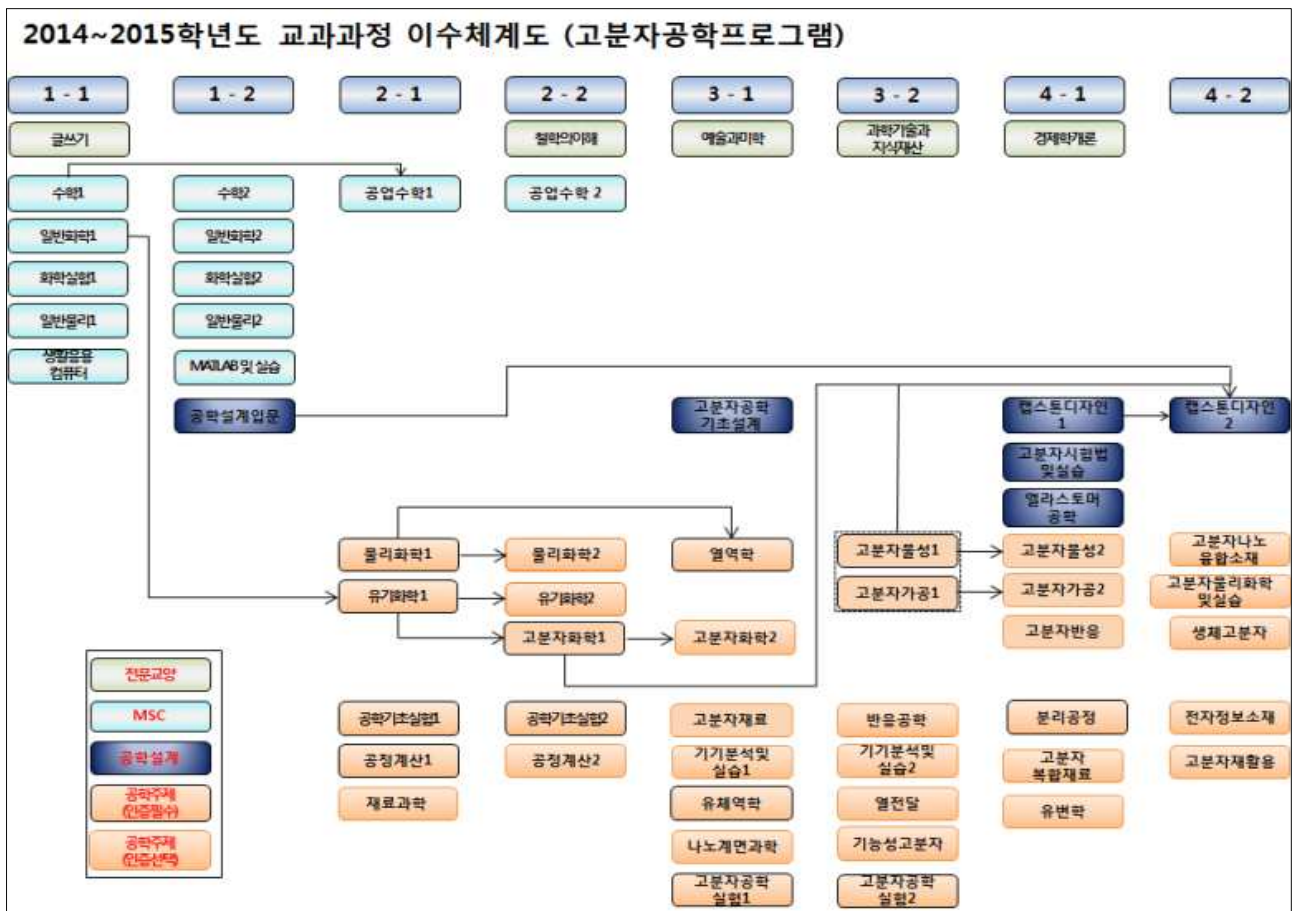 2014~2015학년도 교과과정 이수체계도 (고분자공학프로그램)
1 - 1
1 - 2
2 - 1
2 - 2
3 - 1
3 - 2
4 - 1
4 - 2
글쓰기
철학의이해
예술과미학
과학기술과
지식재산
경제학개론
수학1
수학2
공업수학1
공업수학 2
일반화학1
일반화학2
화학실험1
화학실험2
일반물리1
일반물리2
생활응용
컴퓨터
MATLAB 및 실습
공학설계입문
고분자공학
기초설계
캡스톤디자인
1
캡스톤디자인
2
고분자시험법
및실습
엘라스토머
공학
물리화학1
물리화학2
열역학
고분자물성1
고분자물성2
고분자나노
융합소재
유기화학1
유기화학2
고분자가공1
고분자가공2
고분자물리화학
및실습
고분자화학1
고분자화학2
고분자반응
생체고분자
전문교양
MSC
공학설계
공학주제
(인증필수)
공학주제
(인증선택)
공학기초실험1
공학기초실험2
고분자재료
반응공학
분리공정
전자정보소재
공정계산1
공정계산2
기기분석및
실습1
기기분석및
실습2
고분자
복합재료
고분자재활용
재료과학
유체역학
열전달
유변학
나노계면과학
기능성고분자
고분자공학
실험1
고분자공학
실험2